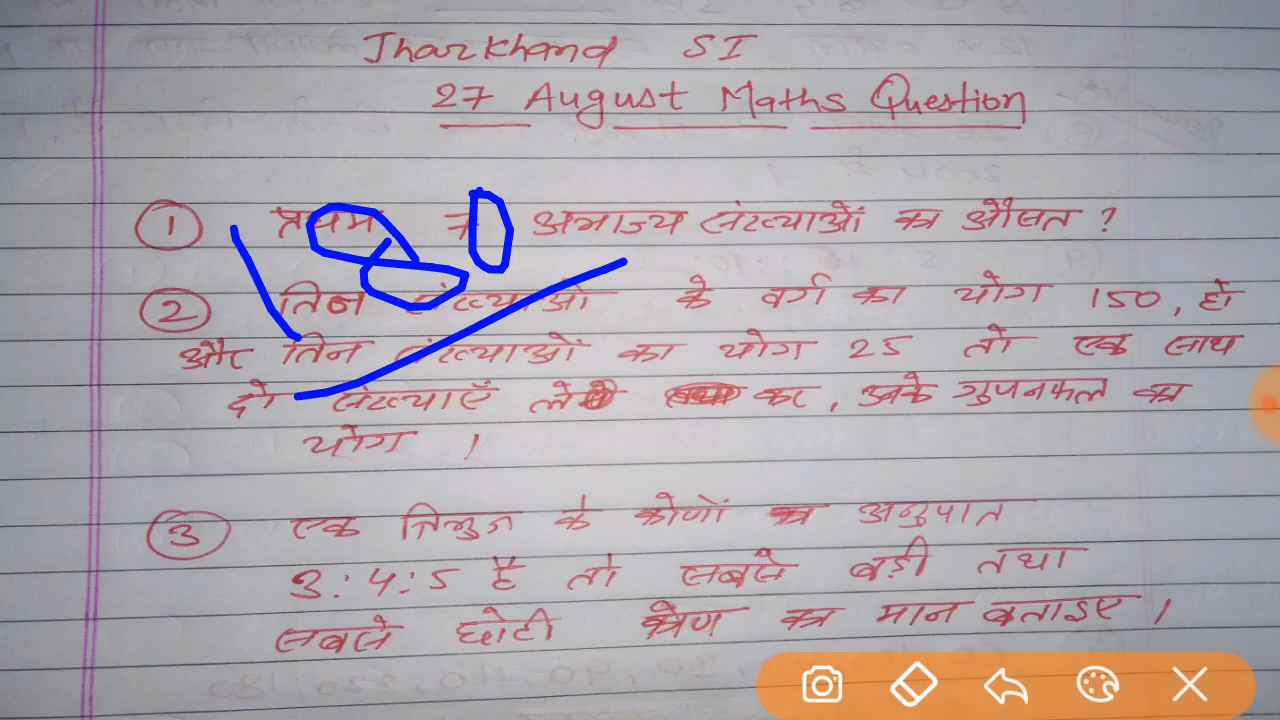 Jharkhand SI
27 August Maths Question
① प्रथम 7 अभाज्य संख्याओं का औसत ?
② तिन संख्याओ के वर्ग का योग 150, हो
और तिन संख्याओं का योग 25 तो एक साथ
दो संख्याएँ ले कर, उनके गुणनफल का
योग ।
③ एक त्रिभुज के कोणों का अनुपात
3:4:5 है तो सबसे बड़ी तथा
सबसे छोटी कोण का मान बताइए ।